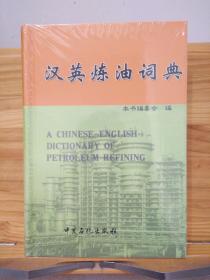 汉英炼油词典
本书编委会 编
A CHINESE-ENGLISH
DICTIONARY OF
PETROLEUM REFINING
中国石化出版社